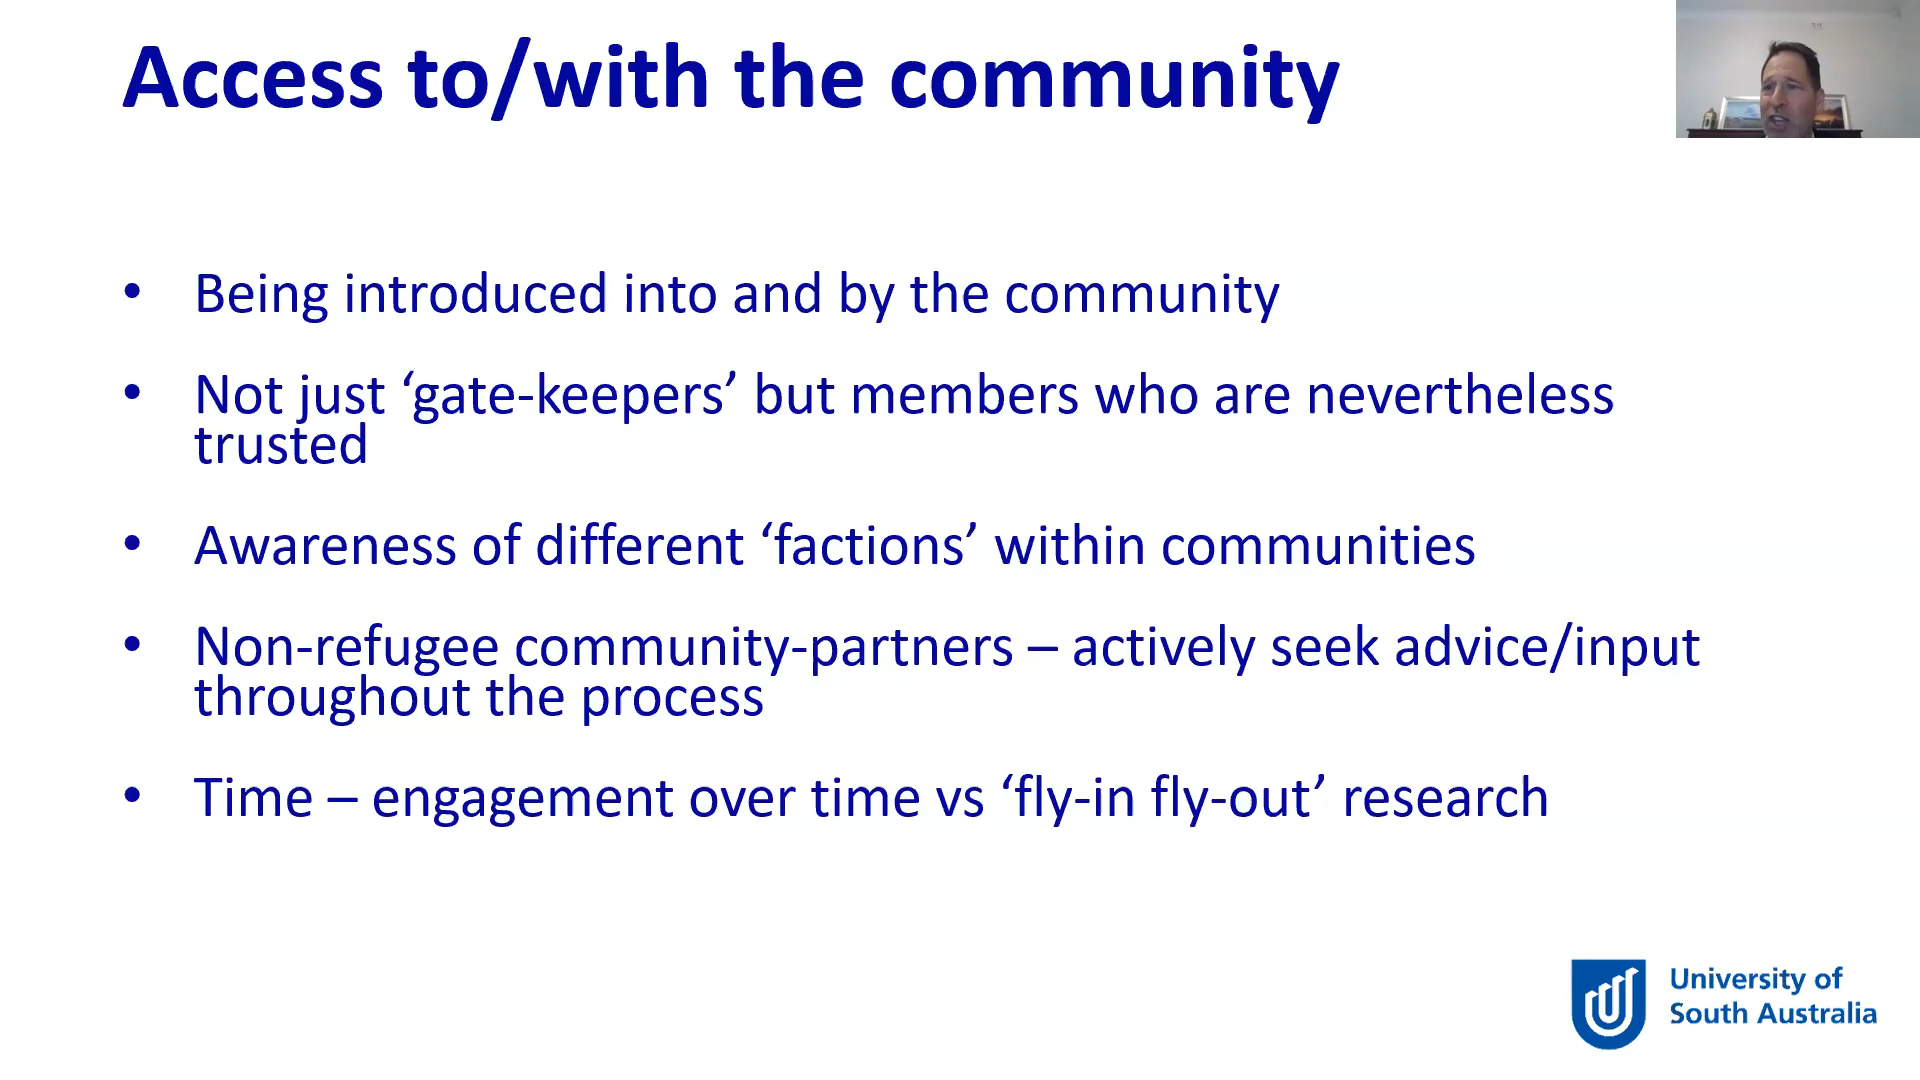 Access to/with the community
• Being introduced into and by the community
• Not just ‘gate-keepers’ but members who are nevertheless
trusted
• Awareness of different ‘factions’ within communities
• Non-refugee community-partners – actively seek advice/input
throughout the process
• Time – engagement over time vs ‘fly-in fly-out’ research
University of
South Australia